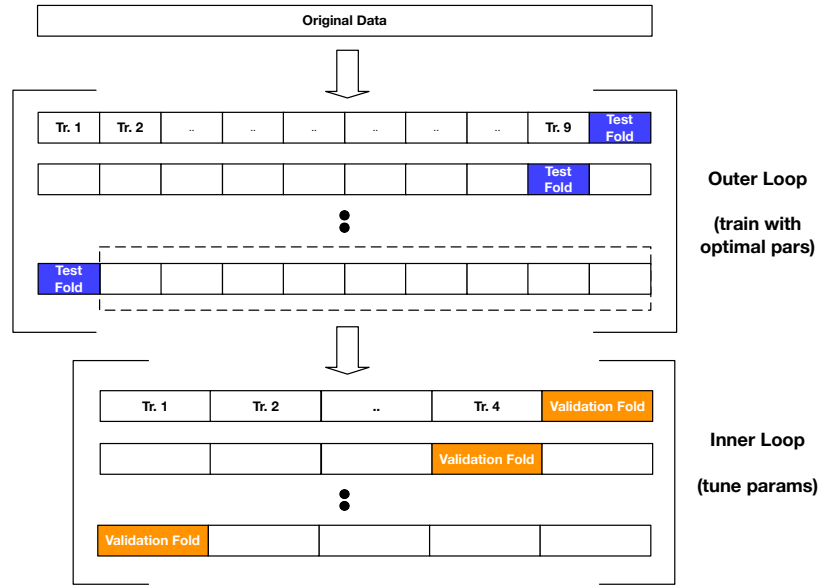 Original Data
Tr. 1 Tr. 2 .. .. .. .. .. .. Tr. 9 Test Fold
Test Fold
Outer Loop
(train with
optimal pars)
Test Fold
Tr. 1 Tr. 2 .. Tr. 4 Validation Fold
Validation Fold
Inner Loop
(tune params)
Validation Fold